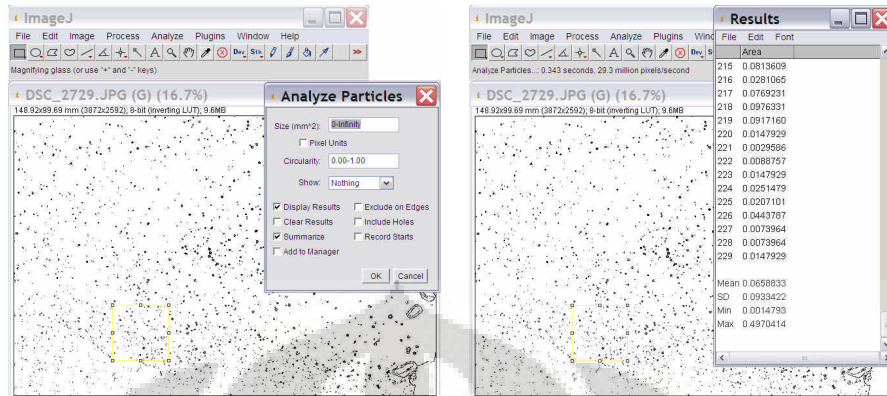 ImageJ
File Edit Image Process Analyze Plugins Window Help
Dev. Stk.
>>
Magnifying glass (or use "+" and "-" keys)
DSC_2729.JPG (G) (16.7%)
148.92x99.69 mm (3872x2592); 8-bit (inverting LUT); 9.6MB
Analyze Particles
Size (mm^2): 0-Infinity
Pixel Units
Circularity: 0.00-1.00
Show: Nothing
Display Results Exclude on Edges
Clear Results Include Holes
Summarize Record Starts
Add to Manager
OK Cancel
ImageJ
File Edit Image Process Analyze Plugins Wind
Dev. S
Analyze Particles...: 0.343 seconds, 29.3 million pixels/second
DSC_2729.JPG (G) (16.7%)
148.92x99.69 mm (3872x2592); 8-bit (inverting LUT); 9.6MB
Results
File Edit Font
Area
215 0.0813609
216 0.0281065
217 0.0769231
218 0.0976331
219 0.0917160
220 0.0147929
221 0.0029586
222 0.0088757
223 0.0147929
224 0.0251479
225 0.0207101
226 0.0443787
227 0.0073964
228 0.0073964
229 0.0147929
Mean 0.0658833
SD 0.0933422
Min 0.0014793
Max 0.4970414